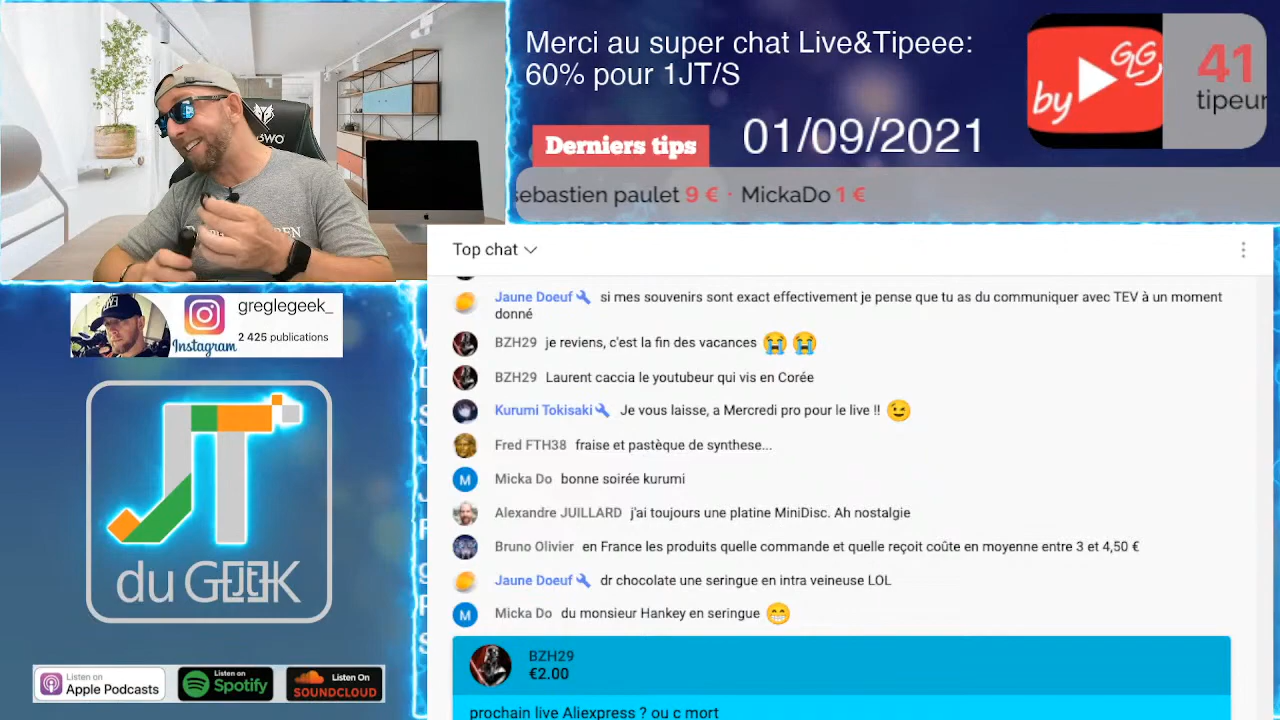 Merci au super chat Live&Tipeee:
60% pour 1JT/S
by GLG
41
tipeur
Derniers tips
01/09/2021
sebastien paulet 9 € · MickaDo 1 €
Top chat
Jaune Doeuf si mes souvenirs sont exact effectivement je pense que tu as du communiquer avec TEV à un moment
donné
BZH29 je reviens, c'est la fin des vacances 😭 😭
BZH29 Laurent caccia le youtubeur qui vis en Corée
Kurumi Tokisaki Je vous laisse, a Mercredi pro pour le live !! 😉
Fred FTH38 fraise et pastèque de synthese...
M Micka Do bonne soirée kurumi
Alexandre JUILLARD j'ai toujours une platine MiniDisc. Ah nostalgie
Bruno Olivier en France les produits quelle commande et quelle reçoit coûte en moyenne entre 3 et 4,50 €
Jaune Doeuf dr chocolate une seringue en intra veineuse LOL
M Micka Do du monsieur Hankey en seringue 😁
BZH29
€2.00
prochain live Aliexpress ? ou c mort
greglegeek_
2 425 publications
Instagram
JT
du GEEK
Listen on
Apple Podcasts
Listen on
Spotify
Listen On
SOUNDCLOUD